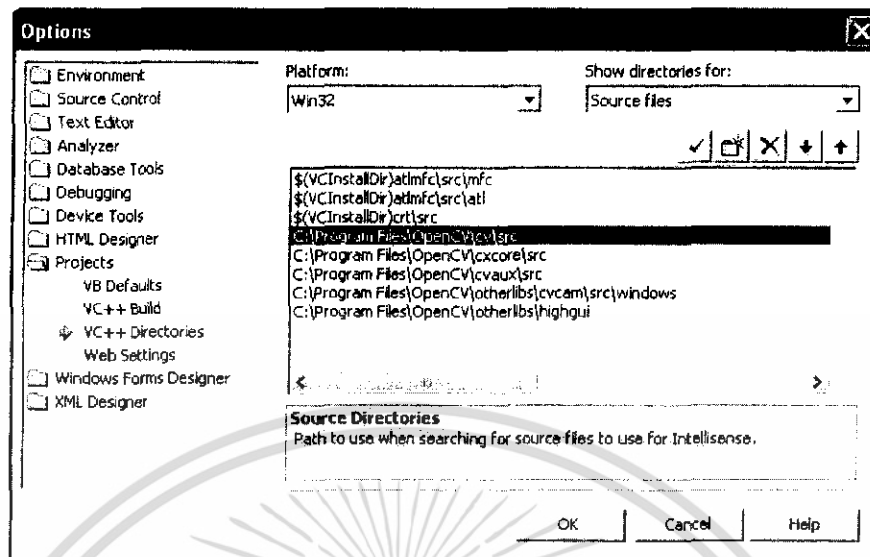 Options
Environment
Source Control
Text Editor
Analyzer
Database Tools
Debugging
Device Tools
HTML Designer
Projects
VB Defaults
VC++ Build
VC++ Directories
Web Settings
Windows Forms Designer
XML Designer
Platform:
Win32
Show directories for:
Source files
$(VCInstallDir)atlmfc\src\mfc
$(VCInstallDir)atlmfc\src\atl
$(VCInstallDir)crt\src
C:\Program Files\OpenCV\cv\src
C:\Program Files\OpenCV\cxcore\src
C:\Program Files\OpenCV\cvaux\src
C:\Program Files\OpenCV\otherlibs\cvcam\src\windows
C:\Program Files\OpenCV\otherlibs\highgui
Source Directories
Path to use when searching for source files to use for Intellisense.
OK
Cancel
Help